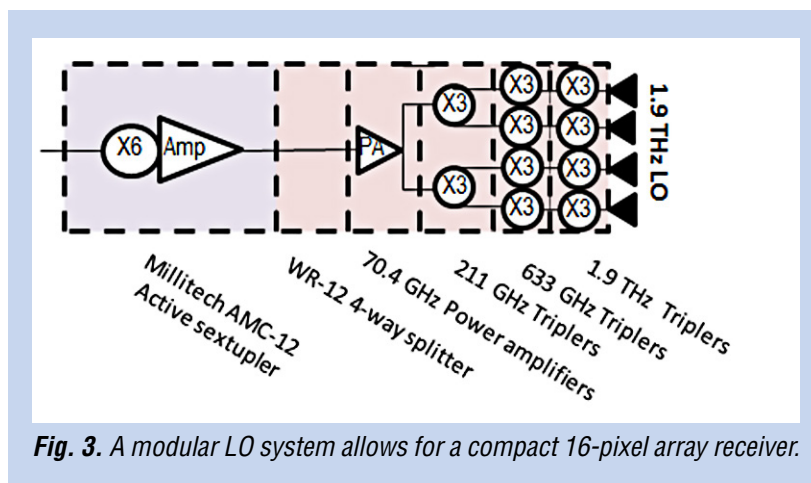 X6
Amp
PA
X3
X3
X3
X3
X3
X3
X3
X3
X3
X3
1.9 THz LO
Millitech AMC-12
Active sextupler
WR-12 4-way splitter
70.4 GHz Power amplifiers
211 GHz Triplers
633 GHz Triplers
1.9 THz Triplers
Fig. 3. A modular LO system allows for a compact 16-pixel array receiver.